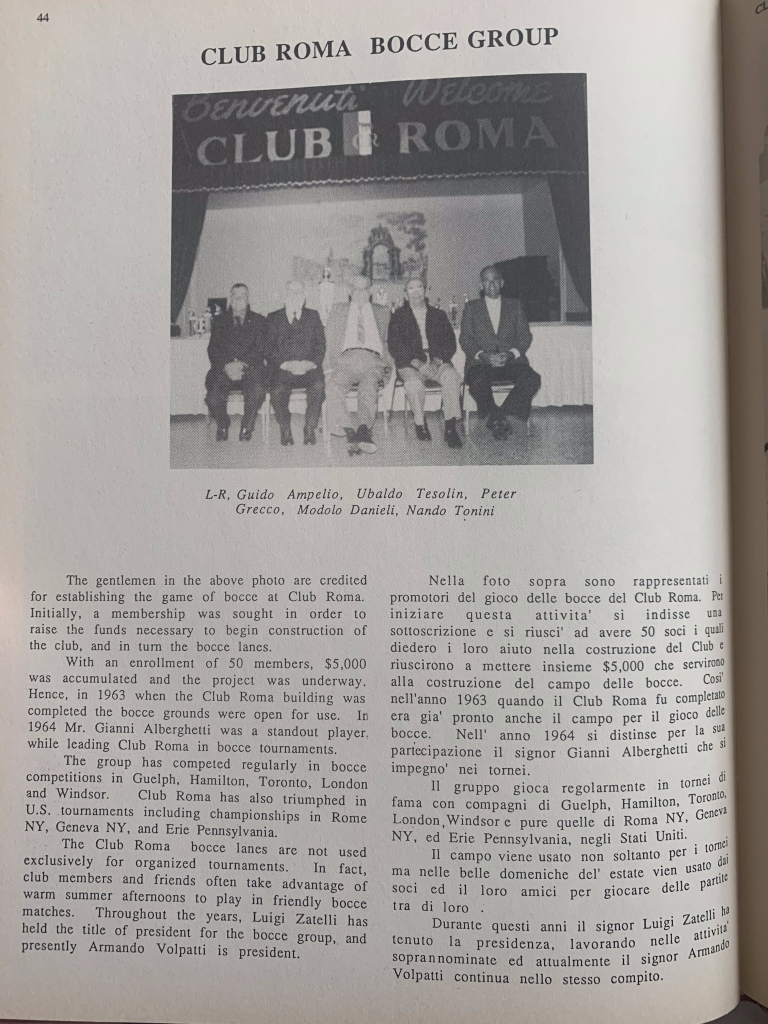 44
CLUB ROMA BOCCE GROUP
Benvenuti Welcome
CLUB ROMA
L-R, Guido Ampelio, Ubaldo Tesolin, Peter
Grecco, Modolo Danieli, Nando Tonini
The gentlemen in the above photo are credited
for establishing the game of bocce at Club Roma.
Initially, a membership was sought in order to
raise the funds necessary to begin construction of
the club, and in turn the bocce lanes.
With an enrollment of 50 members, $5,000
was accumulated and the project was underway.
Hence, in 1963 when the Club Roma building was
completed the bocce grounds were open for use. In
1964 Mr. Gianni Alberghetti was a standout player,
while leading Club Roma in bocce tournaments.
The group has competed regularly in bocce
competitions in Guelph, Hamilton, Toronto, London
and Windsor. Club Roma has also triumphed in
U.S. tournaments including championships in Rome
NY, Geneva NY, and Erie Pennsylvania.
The Club Roma bocce lanes are not used
exclusively for organized tournaments. In fact,
club members and friends often take advantage of
warm summer afternoons to play in friendly bocce
matches. Throughout the years, Luigi Zatelli has
held the title of president for the bocce group, and
presently Armando Volpatti is president.
Nella foto sopra sono rappresentati i
promotori del gioco delle bocce del Club Roma. Per
iniziare questa attivita' si indisse una
sottoscrizione e si riusci' ad avere 50 soci i quali
diedero i loro aiuto nella costruzione del Club e
riuscirono a mettere insieme $5,000 che servirono
alla costruzione del campo delle bocce. Cosi'
nell'anno 1963 quando il Club Roma fu completato
era gia' pronto anche il campo per il gioco delle
bocce. Nell' anno 1964 si distinse per la sua
partecipazione il signor Gianni Alberghetti che si
impegno' nei tornei.
Il gruppo gioca regolarmente in tornei di
fama con compagni di Guelph, Hamilton, Toronto,
London, Windsor e pure quelle di Roma NY, Geneva
NY, ed Erie Pennsylvania, negli Stati Uniti.
Il campo viene usato non soltanto per i tornei
ma nelle belle domeniche del' estate vien usato dai
soci ed il loro amici per giocare delle partite
tra di loro .
Durante questi anni il signor Luigi Zatelli ha
tenuto la presidenza, lavorando nelle attivita'
soprannominate ed attualmente il signor Armando
Volpatti continua nello stesso compito.